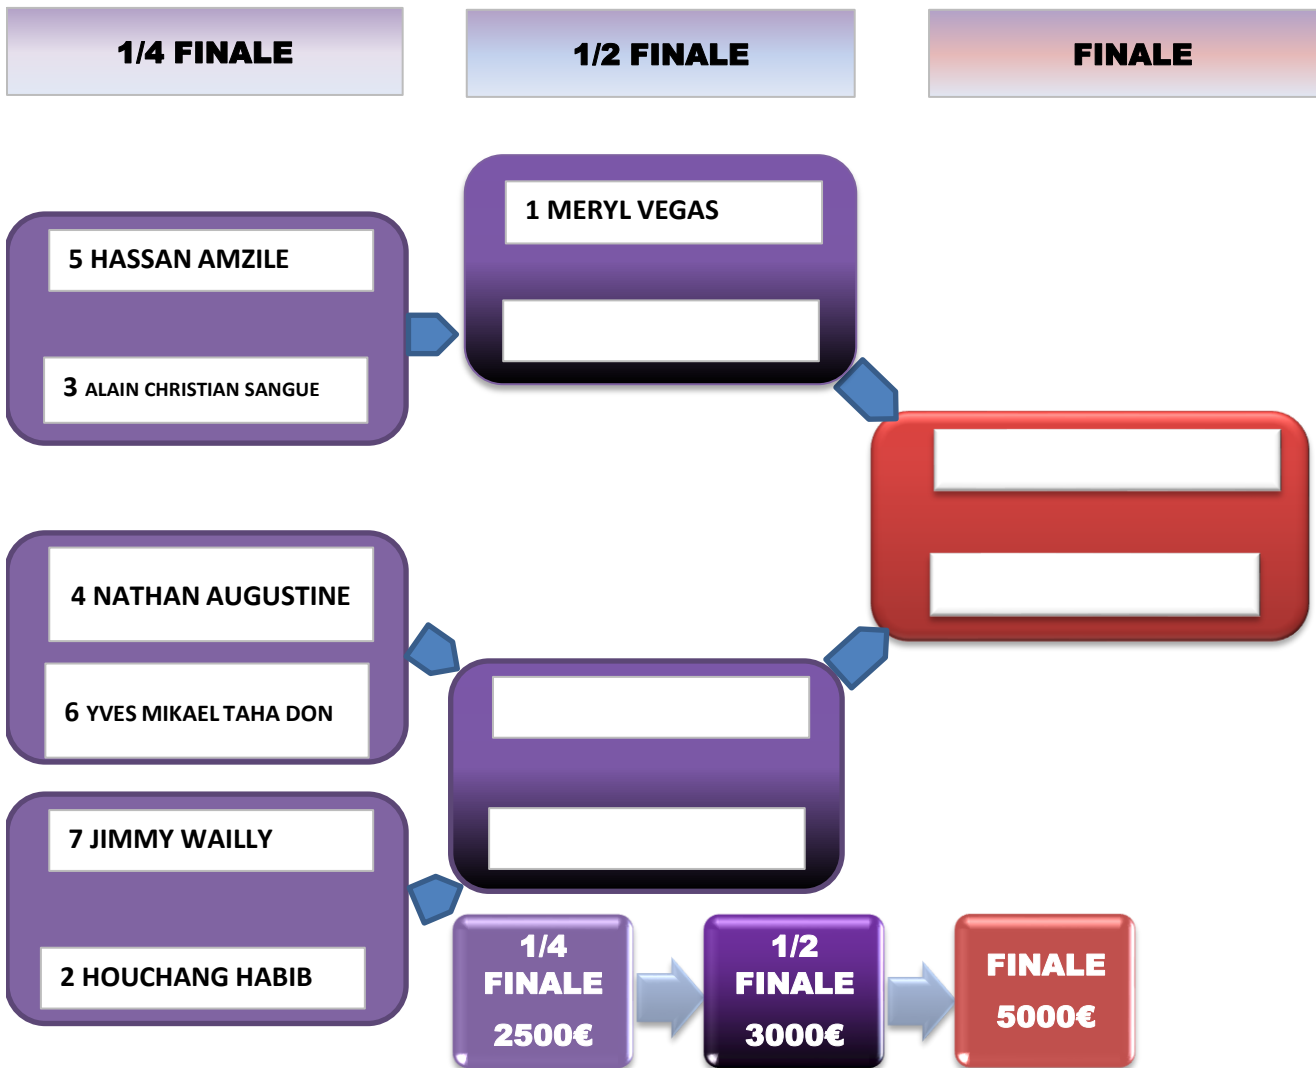 1/4 FINALE
1/2 FINALE
FINALE
1 MERYL VEGAS
5 HASSAN AMZILE
3 ALAIN CHRISTIAN SANGUE
4 NATHAN AUGUSTINE
6 YVES MIKAEL TAHA DON
7 JIMMY WAILLY
2 HOUCHANG HABIB
1/4
FINALE
2500€
1/2
FINALE
3000€
FINALE
5000€